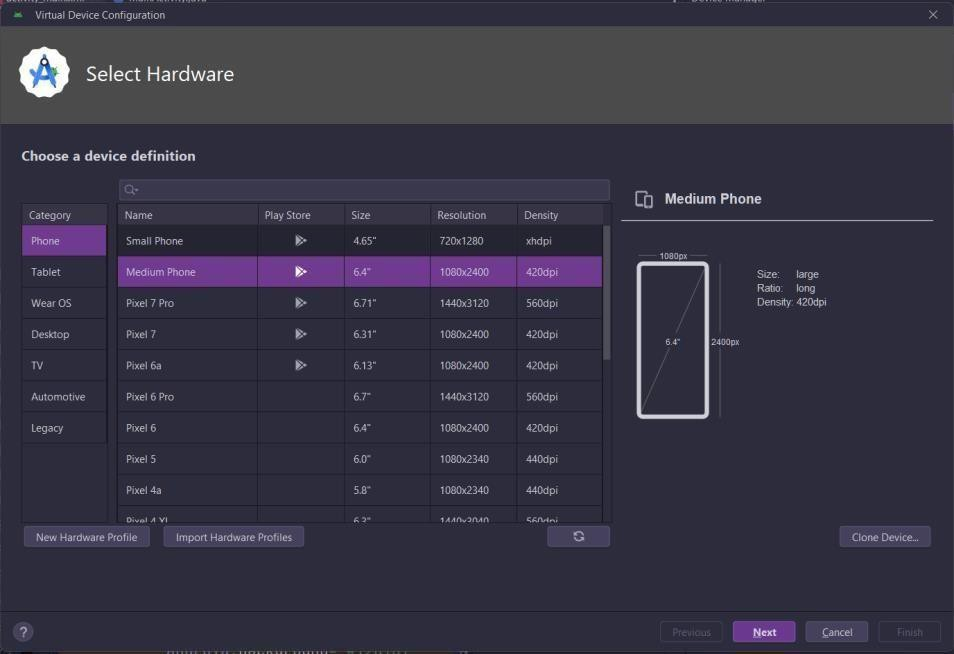 Virtual Device Configuration
Select Hardware
Choose a device definition
Category
Phone
Tablet
Wear OS
Desktop
TV
Automotive
Legacy
Name Play Store Size Resolution Density
Small Phone 4.65" 720x1280 xhdpi
Medium Phone 6.4" 1080x2400 420dpi
Pixel 7 Pro 6.71" 1440x3120 560dpi
Pixel 7 6.31" 1080x2400 420dpi
Pixel 6a 6.13" 1080x2400 420dpi
Pixel 6 Pro 6.7" 1440x3120 560dpi
Pixel 6 6.4" 1080x2400 420dpi
Pixel 5 6.0" 1080x2340 440dpi
Pixel 4a 5.8" 1080x2340 440dpi
Pixel 4 XL 6.3" 1440x3040 560dpi
Medium Phone
1080px
6.4"
2400px
Size: large
Ratio: long
Density: 420dpi
New Hardware Profile Import Hardware Profiles
Clone Device...
? Previous Next Cancel Finish